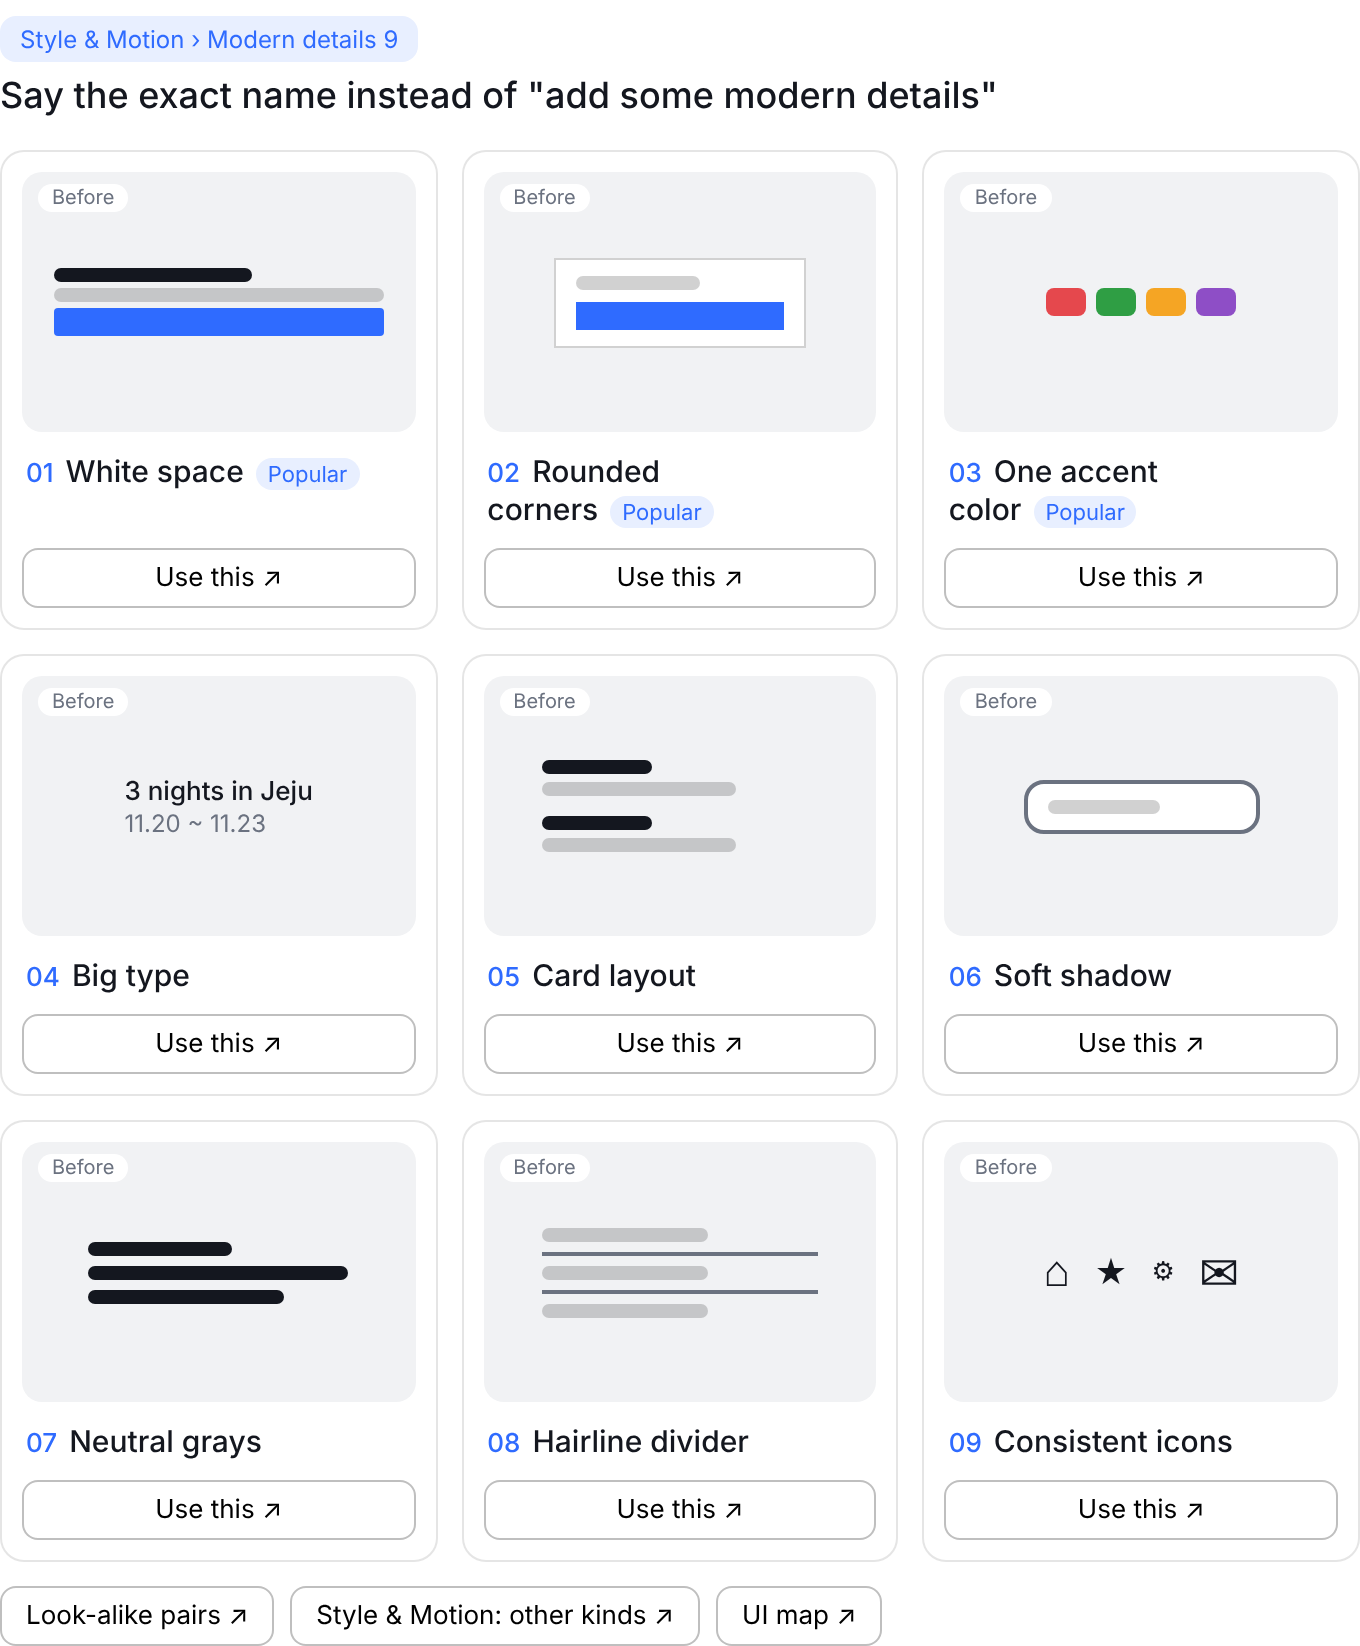 Style & Motion › Modern details 9
Say the exact name instead of "add some modern details"
Before
01 White space Popular
Use this ↗
Before
02 Rounded
corners Popular
Use this ↗
Before
03 One accent
color Popular
Use this ↗
Before
3 nights in Jeju
11.20 ~ 11.23
04 Big type
Use this ↗
Before
05 Card layout
Use this ↗
Before
06 Soft shadow
Use this ↗
Before
07 Neutral grays
Use this ↗
Before
08 Hairline divider
Use this ↗
Before
09 Consistent icons
Use this ↗
Look-alike pairs ↗
Style & Motion: other kinds ↗
UI map ↗